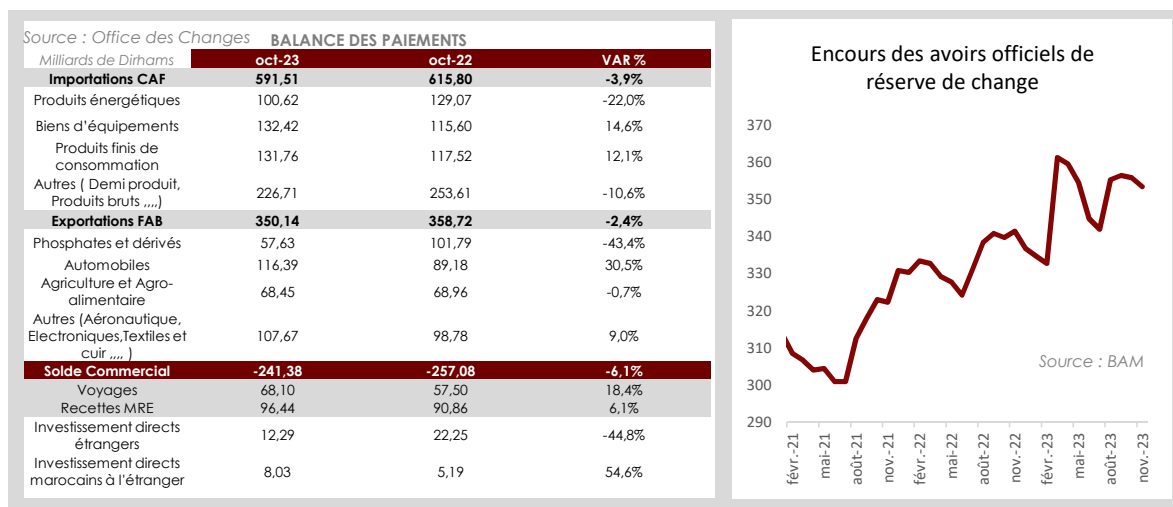 Source : Office des Changes BALANCE DES PAIEMENTS
Milliards de Dirhams oct-23 oct-22 VAR %
Importations CAF 591,51 615,80 -3,9%
Produits énergétiques 100,62 129,07 -22,0%
Biens d'équipements 132,42 115,60 14,6%
Produits finis de
consommation 131,76 117,52 12,1%
Autres ( Demi produit,
Produits bruts ,,,,) 226,71 253,61 -10,6%
Exportations FAB 350,14 358,72 -2,4%
Phosphates et dérivés 57,63 101,79 -43,4%
Automobiles 116,39 89,18 30,5%
Agriculture et Agro-
alimentaire 68,45 68,96 -0,7%
Autres (Aéronautique,
Electroniques,Textiles et 107,67 98,78 9,0%
cuir ,,,, )
Solde Commercial -241,38 -257,08 -6,1%
Voyages 68,10 57,50 18,4%
Recettes MRE 96,44 90,86 6,1%
Investissement directs
étrangers 12,29 22,25 -44,8%
Investissement directs
marocains à l'étranger 8,03 5,19 54,6%
Encours des avoirs officiels de
réserve de change
370
360
350
340
330
320
310
300
290
Source : BAM
févr.-21
mai-21
août-21
nov.-21
févr.-22
mai-22
août-22
nov.-22
févr.-23
mai-23
août-23
nov.-23